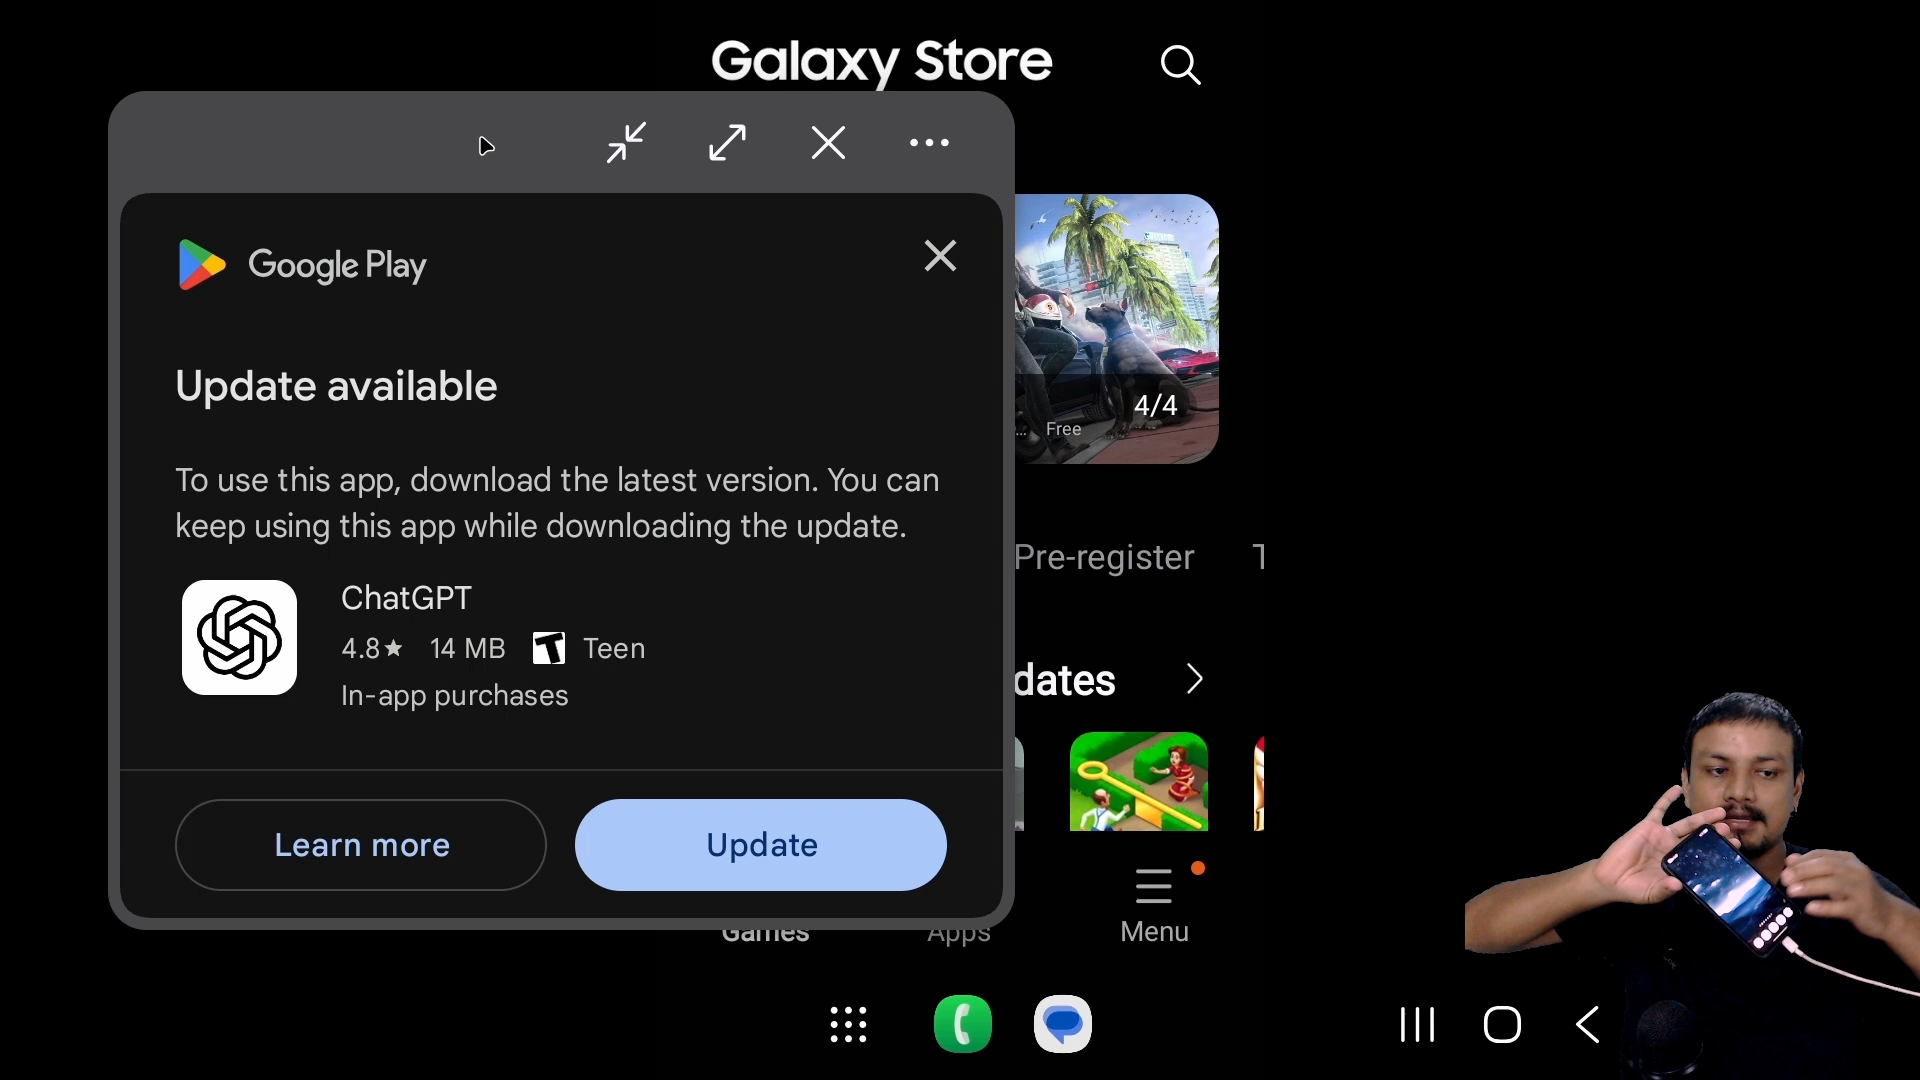 Galaxy Store
Google Play
Update available
To use this app, download the latest version. You can
keep using this app while downloading the update.
ChatGPT
4.8★ 14 MB T Teen
In-app purchases
Learn more
Update
4/4
... Free
Pre-register T
dates
Games
Apps
Menu